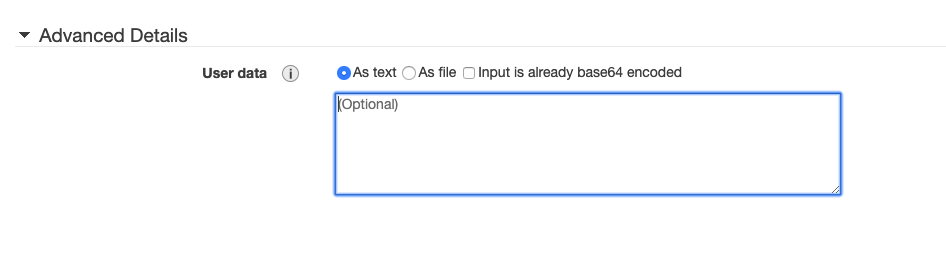 Advanced Details
User data i As text As file Input is already base64 encoded
(Optional)